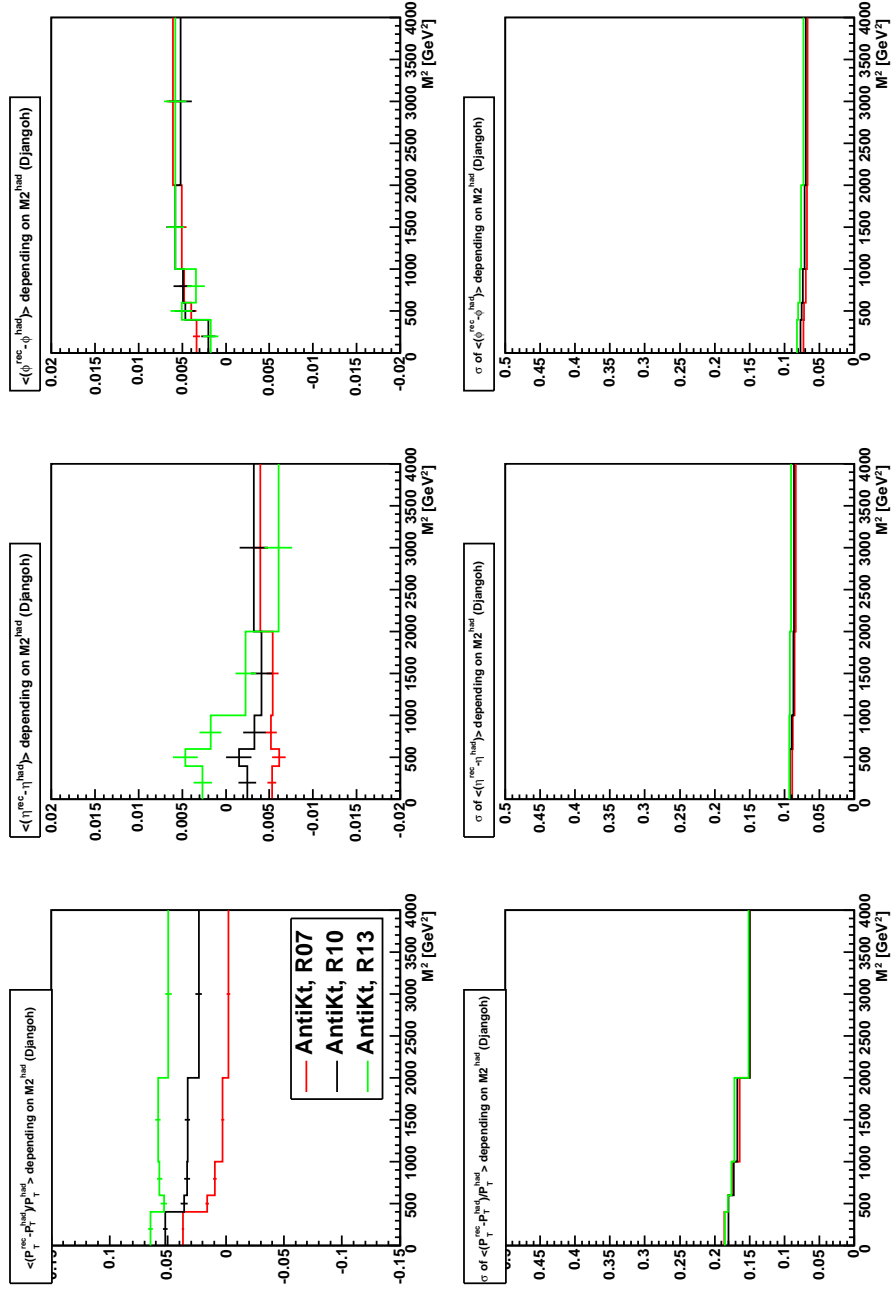 <(P_T^rec-P_T^had)/P_T^had > depending on M2^had (Djangoh)
0.1
0.05
0
-0.05
-0.1
-0.15
AntiKt, R07
AntiKt, R10
AntiKt, R13
0 500 1000 1500 2000 2500 3000 3500 4000
M² [GeV²]
<(η^rec-η^had)> depending on M2^had (Djangoh)
0.02
0.015
0.01
0.005
0
-0.005
-0.01
-0.015
-0.02
0 500 1000 1500 2000 2500 3000 3500 4000
M² [GeV²]
<(ϕ^rec-ϕ^had)> depending on M2^had (Djangoh)
0.02
0.015
0.01
0.005
0
-0.005
-0.01
-0.015
-0.02
0 500 1000 1500 2000 2500 3000 3500 4000
M² [GeV²]
σ of <(P_T^rec-P_T^had)/P_T^had > depending on M2^had (Djangoh)
0.45
0.4
0.35
0.3
0.25
0.2
0.15
0.1
0.05
0
0 500 1000 1500 2000 2500 3000 3500 4000
M² [GeV²]
σ of <(η^rec-η^had)> depending on M2^had (Djangoh)
0.5
0.45
0.4
0.35
0.3
0.25
0.2
0.15
0.1
0.05
0
0 500 1000 1500 2000 2500 3000 3500 4000
M² [GeV²]
σ of <(ϕ^rec-ϕ^had)> depending on M2^had (Djangoh)
0.5
0.45
0.4
0.35
0.3
0.25
0.2
0.15
0.1
0.05
0
0 500 1000 1500 2000 2500 3000 3500 4000
M² [GeV²]